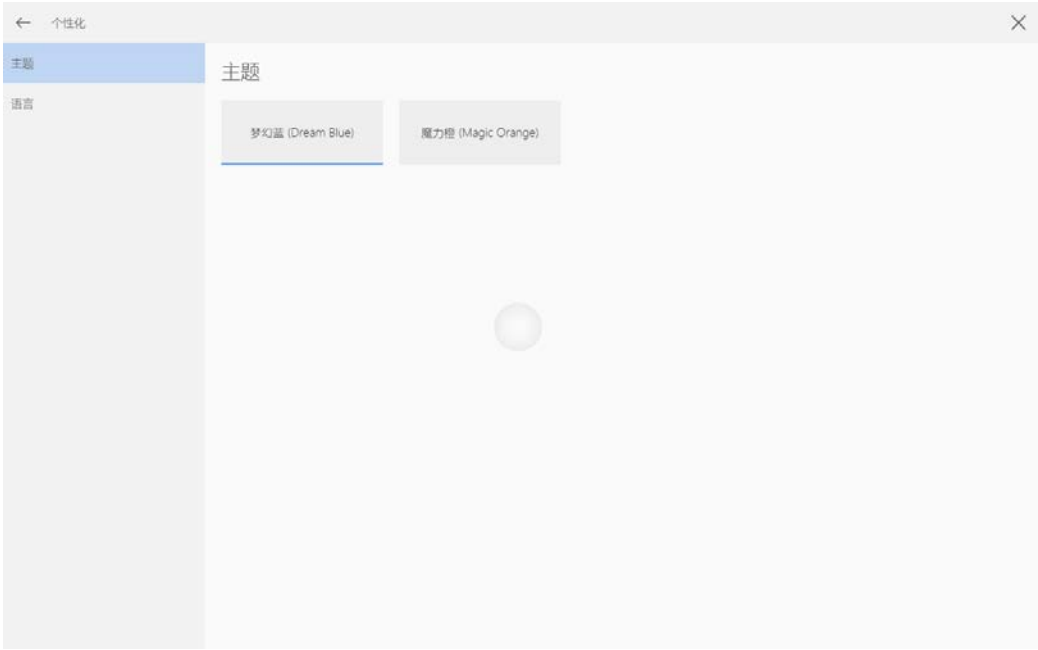 个性化
主题
语言
主题
梦幻蓝 (Dream Blue)
魔力橙 (Magic Orange)